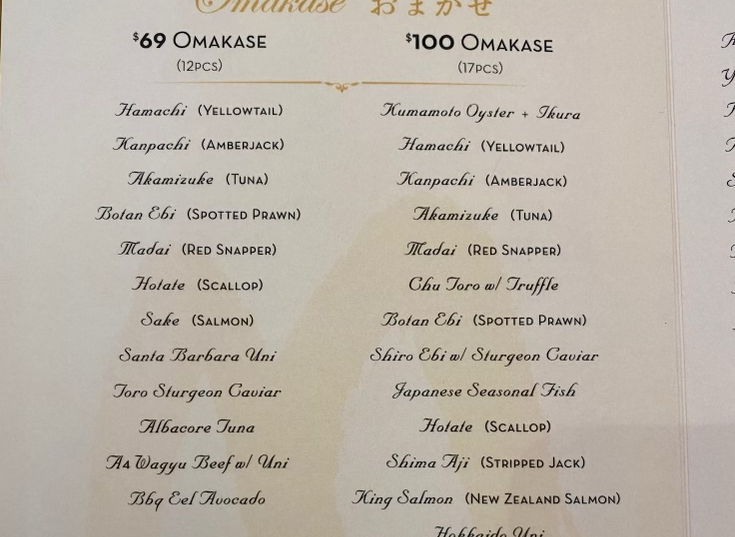 Omakase おまかせ
$69 OMAKASE
(12PCS)
Hamachi (YELLOWTAIL)
Kanpachi (AMBERJACK)
Akamizuke (TUNA)
Botan Ebi (SPOTTED PRAWN)
Madai (RED SNAPPER)
Hotate (SCALLOP)
Sake (SALMON)
Santa Barbara Uni
Toro Sturgeon Caviar
Albacore Tuna
A4 Wagyu Beef w/ Uni
Bbq Eel Avocado
$100 OMAKASE
(17PCS)
Kumamoto Oyster + Ikura
Hamachi (YELLOWTAIL)
Kanpachi (AMBERJACK)
Akamizuke (TUNA)
Madai (RED SNAPPER)
Chu Toro w/ Truffle
Botan Ebi (SPOTTED PRAWN)
Shiro Ebi w/ Sturgeon Caviar
Japanese Seasonal Fish
Hotate (SCALLOP)
Shima Aji (STRIPPED JACK)
King Salmon (NEW ZEALAND SALMON)
Hokkaido Uni